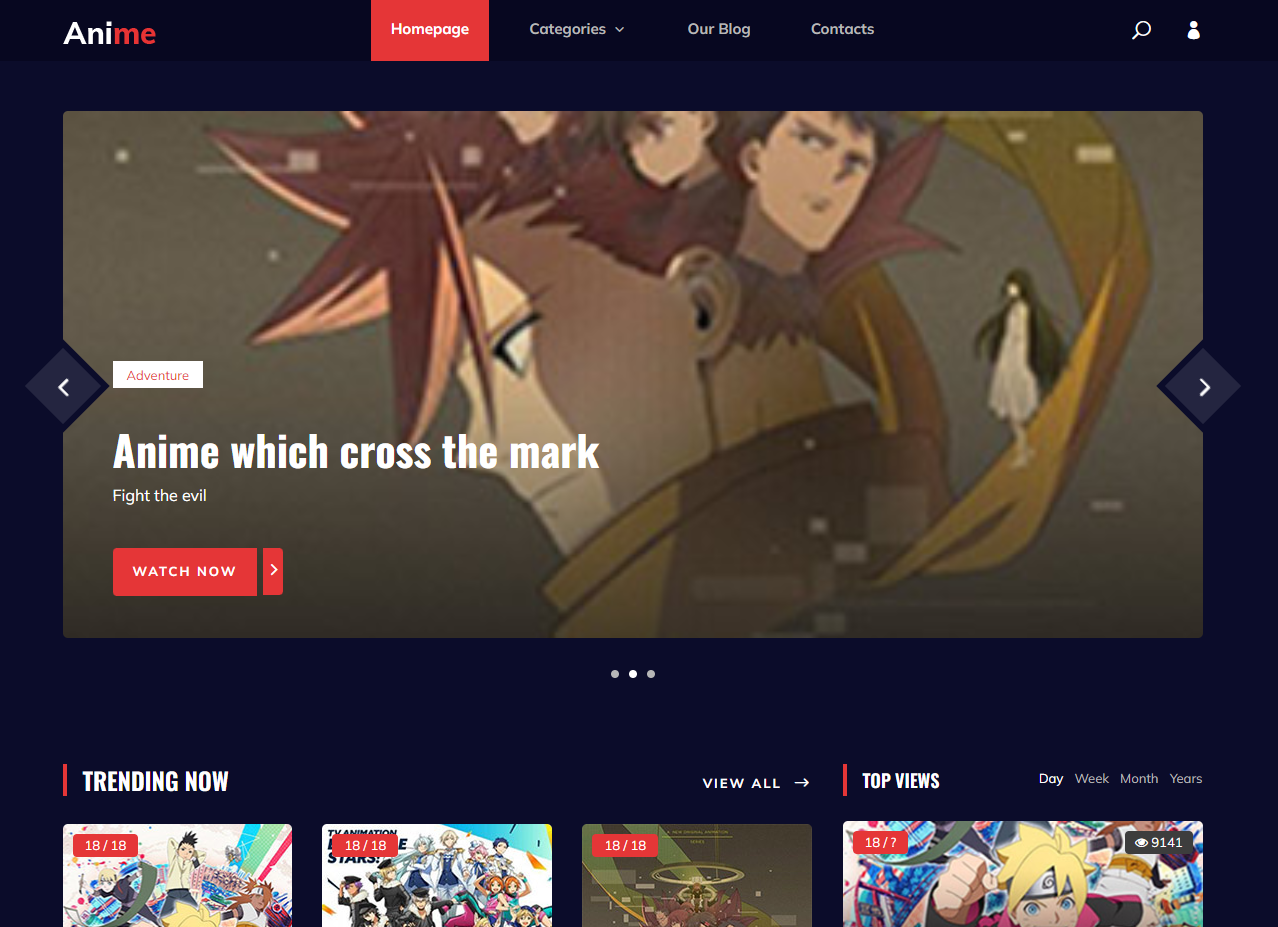 Anime
Homepage
Categories
Our Blog
Contacts
Adventure
Anime which cross the mark
Fight the evil
WATCH NOW
TRENDING NOW
VIEW ALL
TOP VIEWS
Day Week Month Years
18 / 18
TV ANIMATION
18 / 18
STARS!
18 / 18
18 / ?
9141